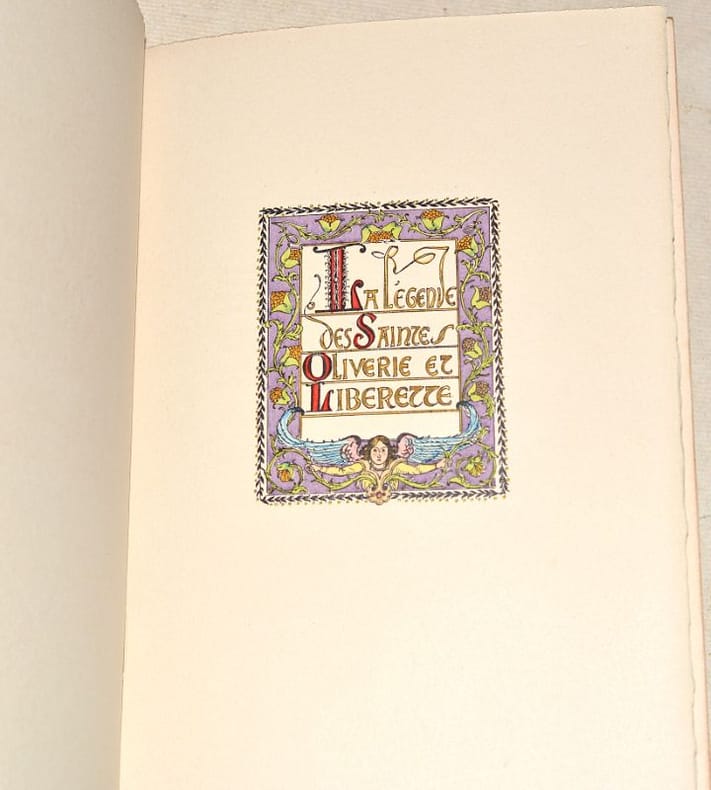 La Légende
des Saintes
Oliverie et
Liberette